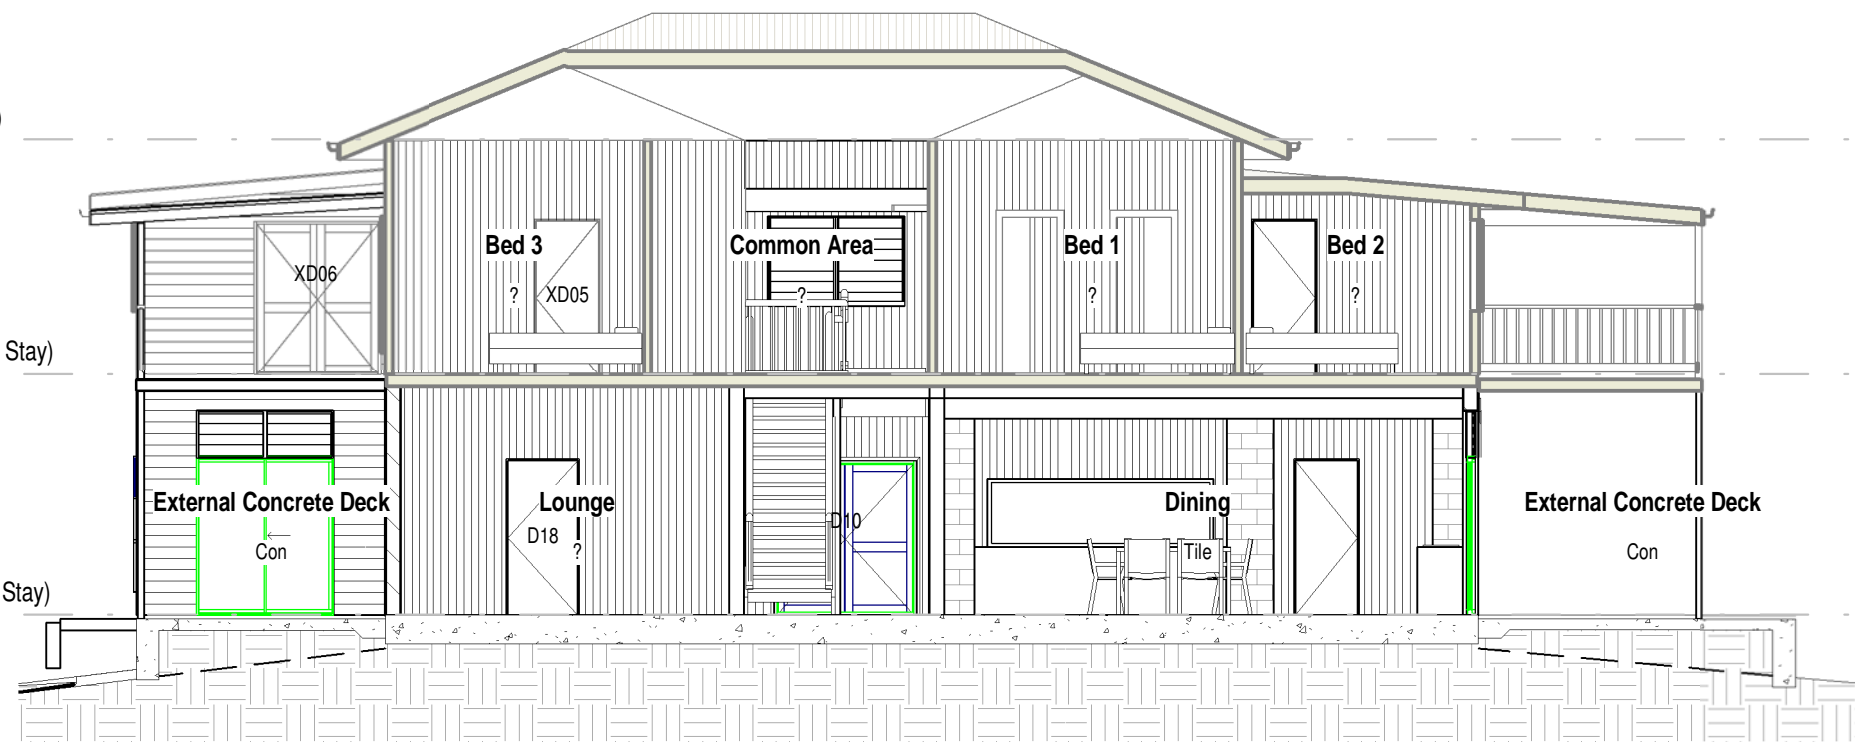 )
Bed 3
Common Area
Bed 1
Bed 2
XD06
?
XD05
?
?
?
Stay)
External Concrete Deck
Lounge
Dining
External Concrete Deck
D10
D18
?
Con
Tile
Con
Stay)